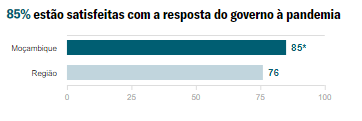 85% estão satisfeitas com a resposta do governo à pandemia
Moçambique 85*
Região 76
0 25 50 75 100